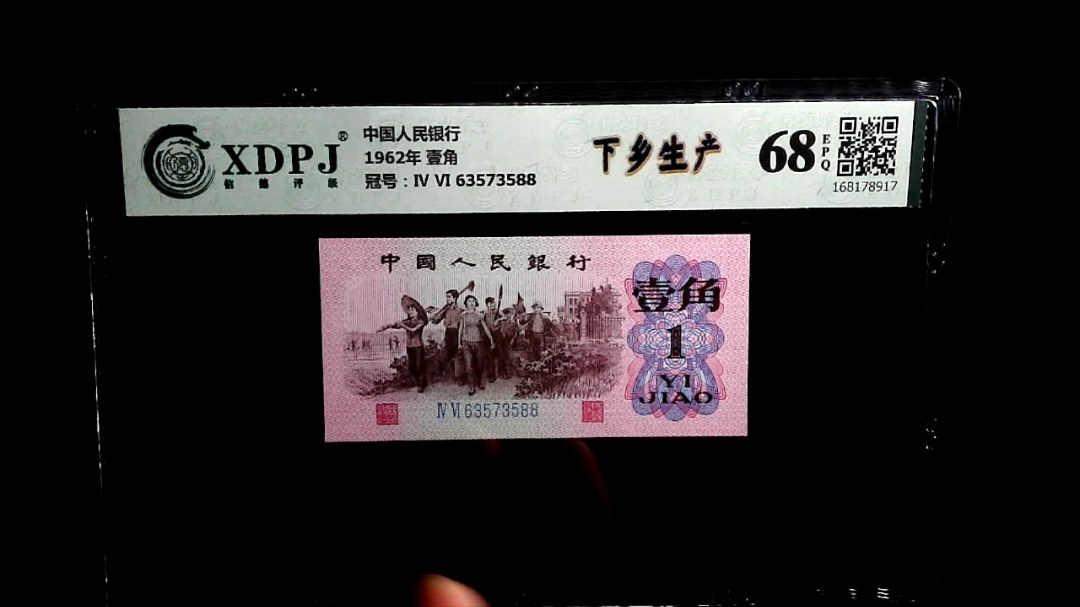 XDPJ®
信德评级
中国人民银行
1962年 壹角
冠号：Ⅳ Ⅵ 63573588
下乡生产
68
EPQ
168178917
中國人民銀行
壹角
1
YI
JIAO
Ⅳ Ⅵ 63573588